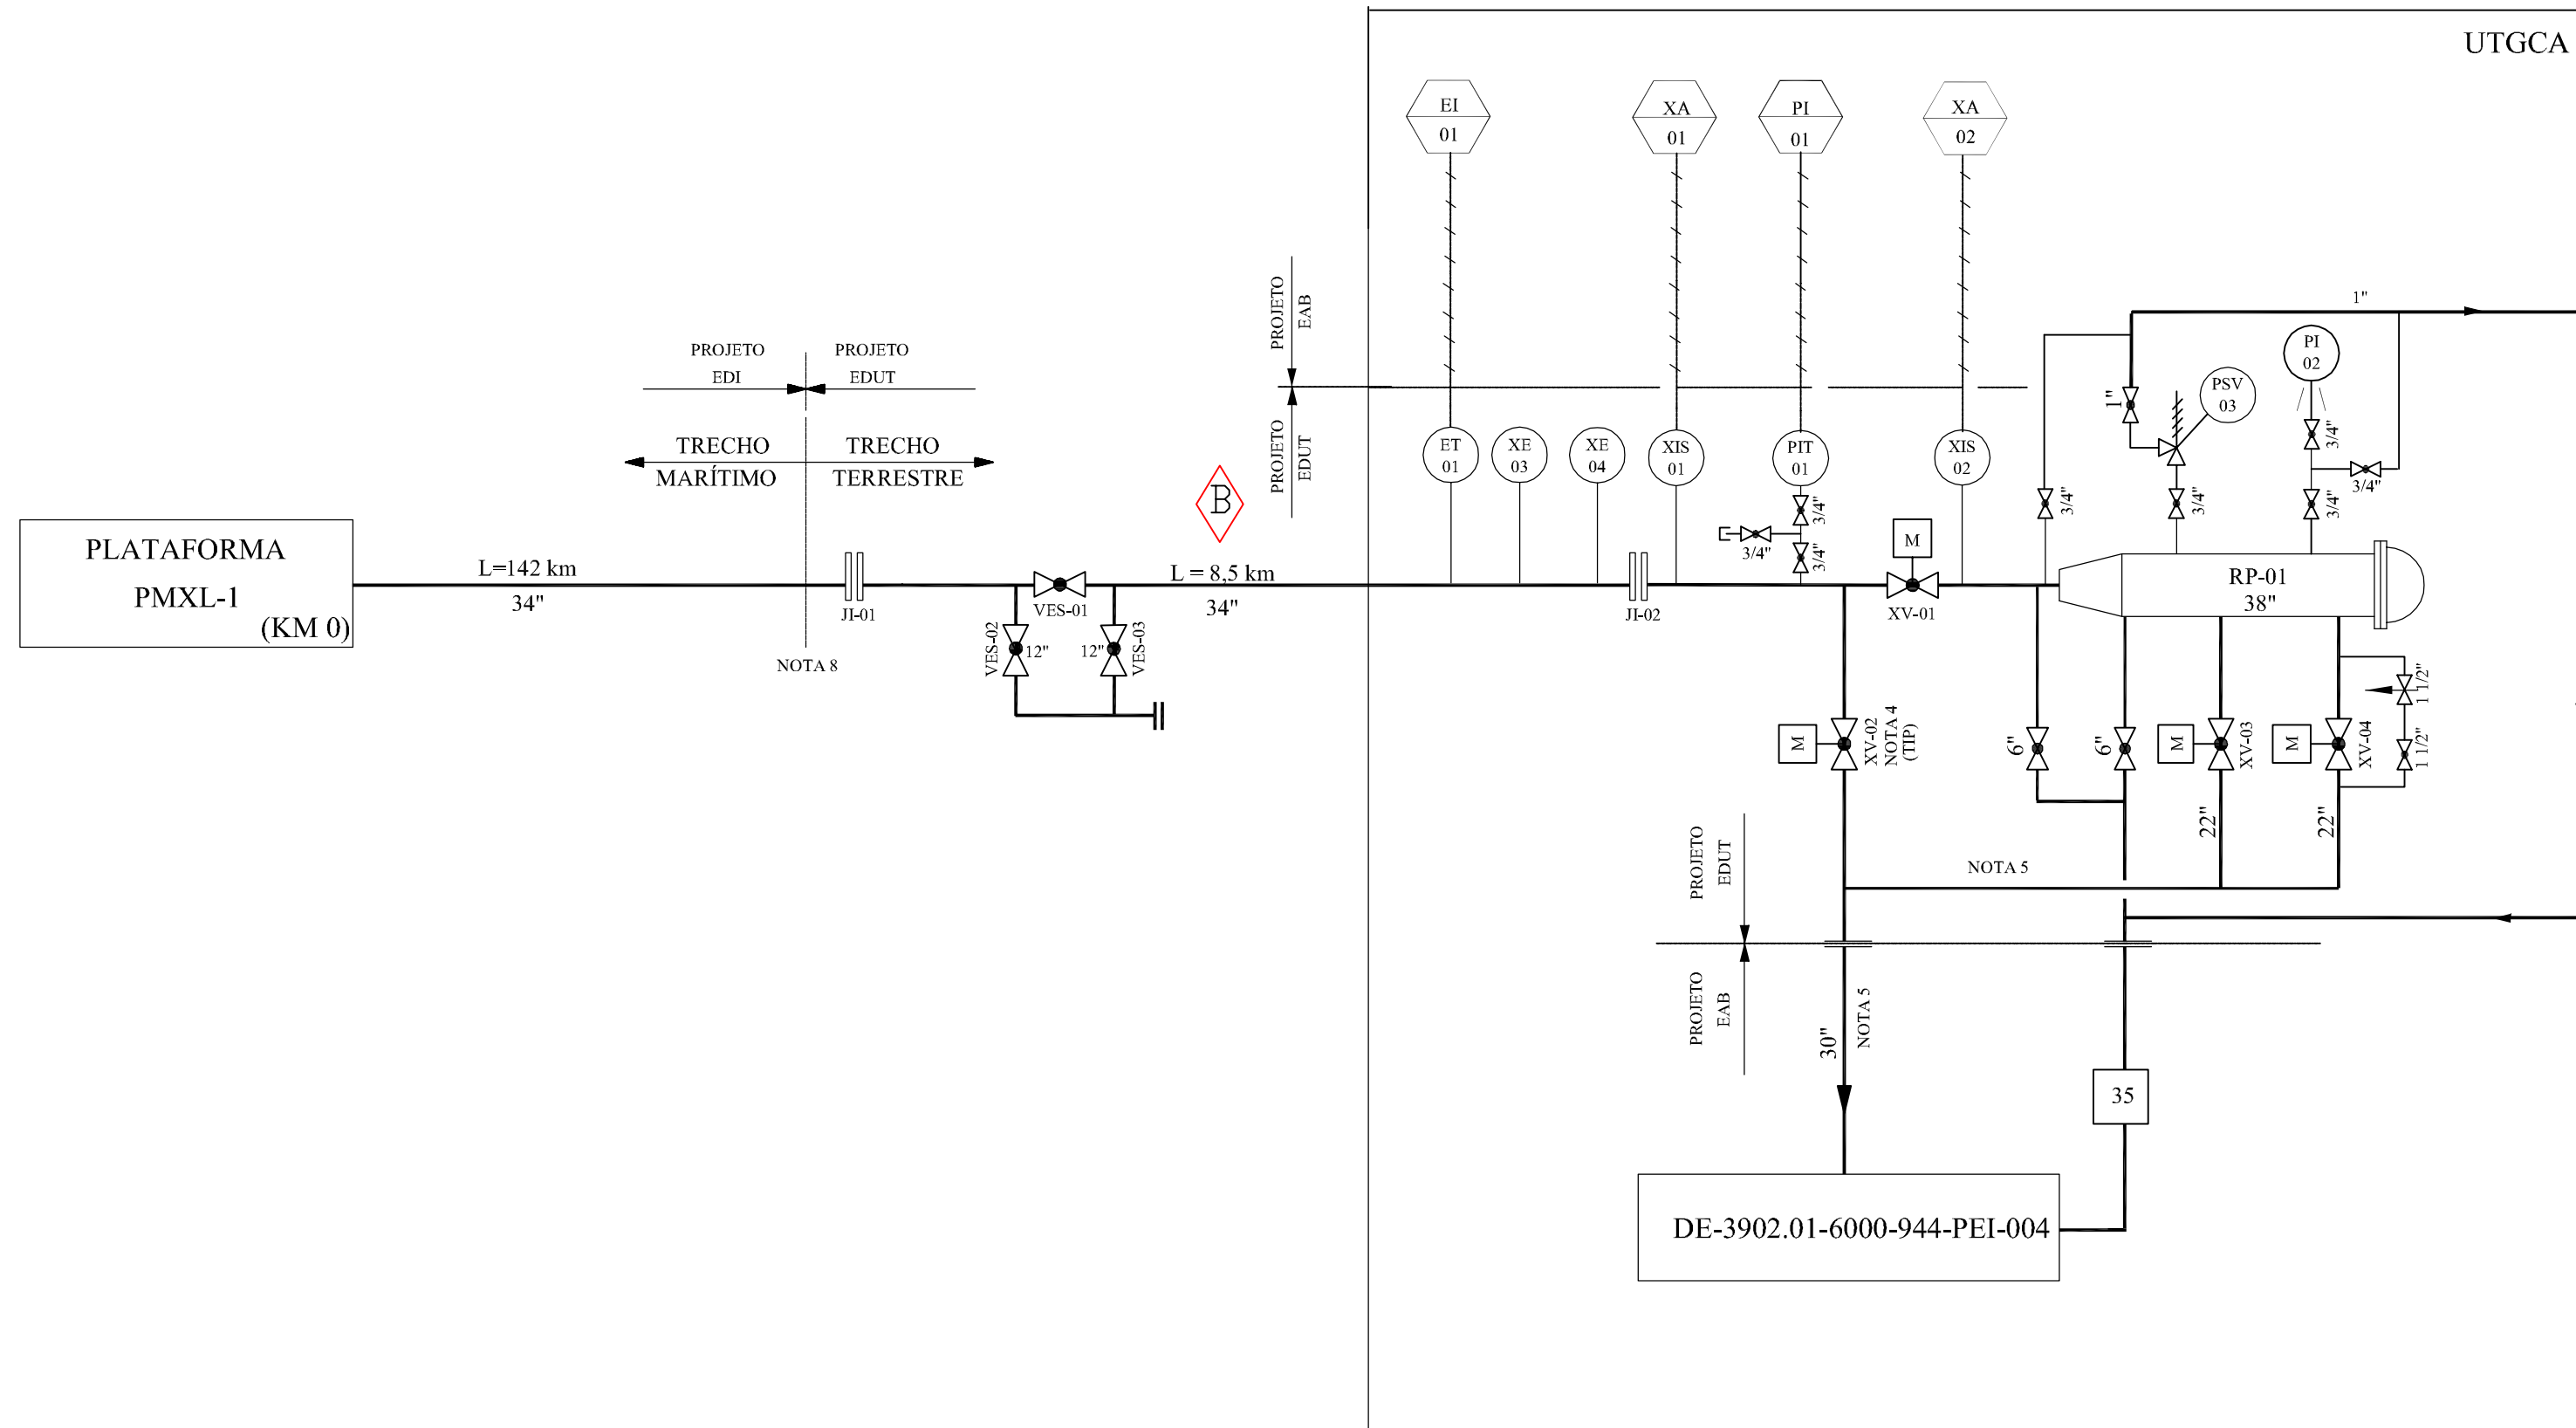 UTGCA
EI
01
XA
01
PI
01
XA
02
PROJETO
EAB
PROJETO
EDUT
1"
PI
02
PSV
03
1"
3/4"
3/4"
3/4"
3/4"
3/4"
PROJETO
EDI
PROJETO
EDUT
TRECHO
MARÍTIMO
TRECHO
TERRESTRE
ET
01
XE
03
XE
04
XIS
01
PIT
01
XIS
02
3/4"
3/4"
3/4"
B
PLATAFORMA
PMXL-1
(KM 0)
L=142 km
34"
NOTA 8
JI-01
VES-01
VES-02
12"
12"
VES-03
L = 8,5 km
34"
JI-02
M
XV-01
RP-01
38"
M
XV-02
NOTA 4
(TIP)
6"
6"
M
XV-03
M
XV-04
1 1/2"
1 1/2"
22"
22"
NOTA 5
PROJETO
EDUT
PROJETO
EAB
30"
NOTA 5
35
DE-3902.01-6000-944-PEI-004